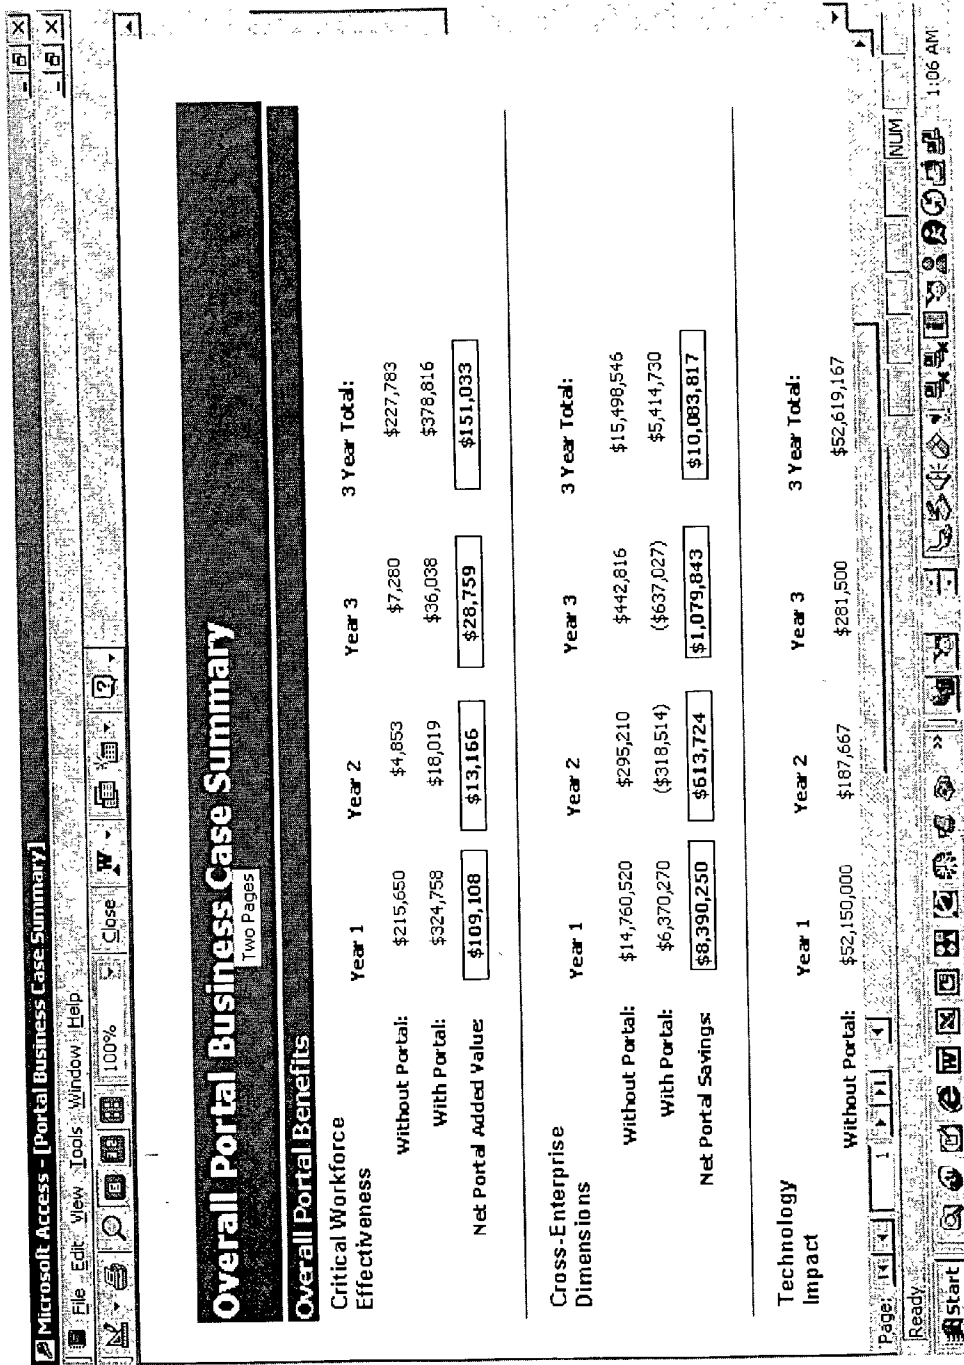 Microsoft Access - [Portal Business Case Summary]
File Edit View Tools Window Help
100% Close W
Overall Portal Business Case Summary
Two Pages
Overall Portal Benefits
Critical Workforce
Effectiveness
Year 1 Year 2 Year 3 3 Year Total:
Without Portal: $215,650 $4,853 $7,280 $227,783
With Portal: $324,758 $18,019 $36,038 $378,816
Net Portal Added Value: $109,108 $13,166 $28,759 $151,033
Cross-Enterprise
Dimensions
Year 1 Year 2 Year 3 3 Year Total:
Without Portal: $14,760,520 $295,210 $442,816 $15,498,546
With Portal: $6,370,270 ($318,514) ($637,027) $5,414,730
Net Portal Savings: $8,390,250 $613,724 $1,079,843 $10,083,817
Technology
Impact
Year 1 Year 2 Year 3 3 Year Total:
Without Portal: $52,150,000 $187,667 $281,500 $52,619,167
Page: 1
Ready NUM
Start 1:06 AM